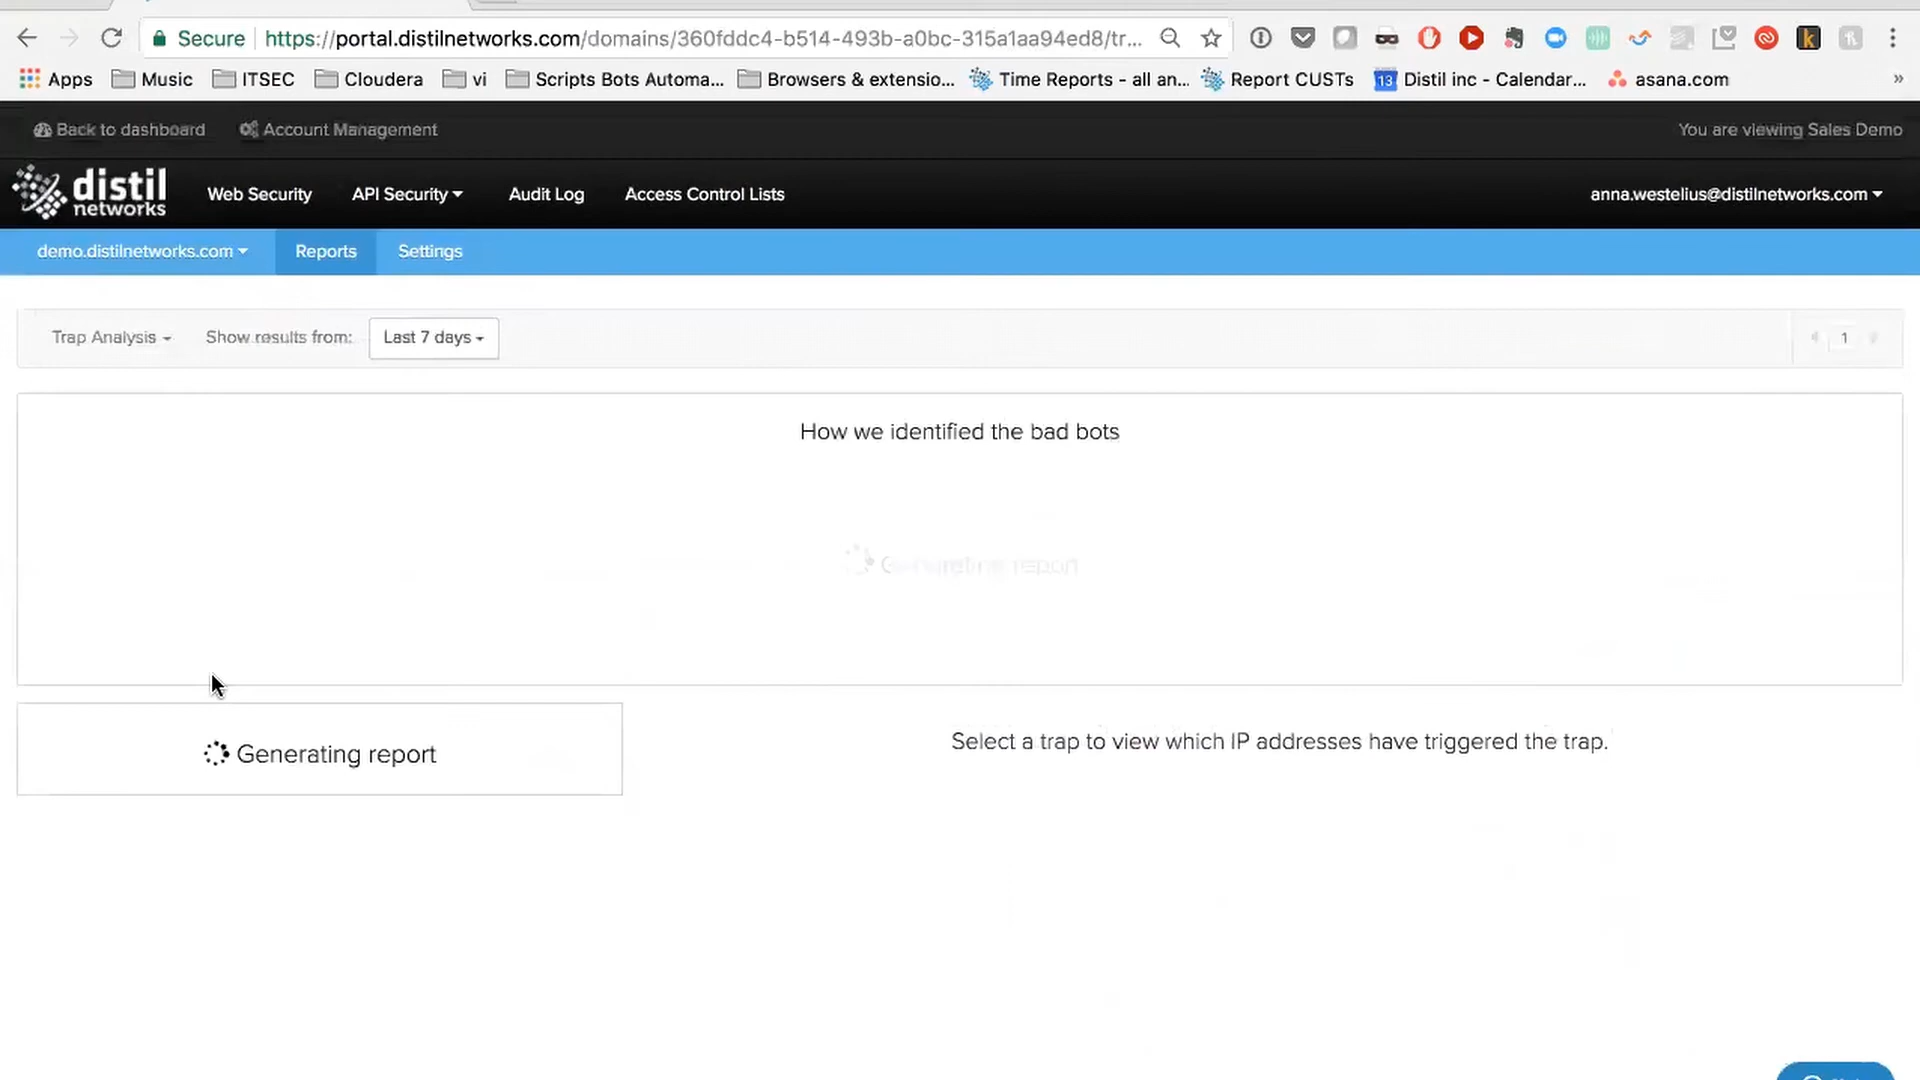 Secure https://portal.distilnetworks.com/domains/360fddc4-b514-493b-a0bc-315a1aa94ed8/tr...
Apps Music ITSEC Cloudera vi Scripts Bots Automa... Browsers & extensio... Time Reports - all an... Report CUSTs 13 Distil inc - Calendar... asana.com »
Back to dashboard Account Management You are viewing Sales Demo
distil networks Web Security API Security Audit Log Access Control Lists anna.westelius@distilnetworks.com
demo.distilnetworks.com Reports Settings
Trap Analysis Show results from: Last 7 days 1
How we identified the bad bots
Generating report
Generating report
Select a trap to view which IP addresses have triggered the trap.